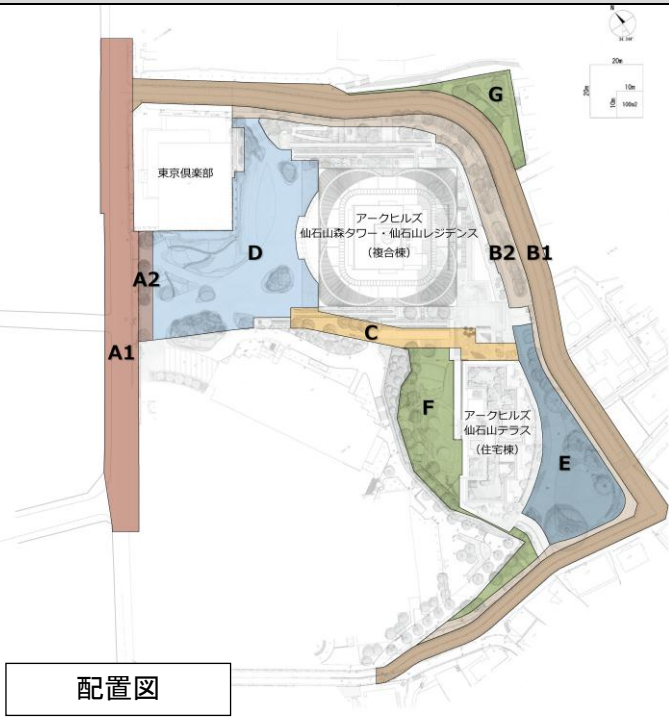 N
20m
20m
10m
10m
100m2
G
東京倶楽部
アークヒルズ
仙石山森タワー・仙石山レジデンス
（複合棟）
D
B2
B1
A2
C
A1
F
アークヒルズ
仙石山テラス
（住宅棟）
E
配置図